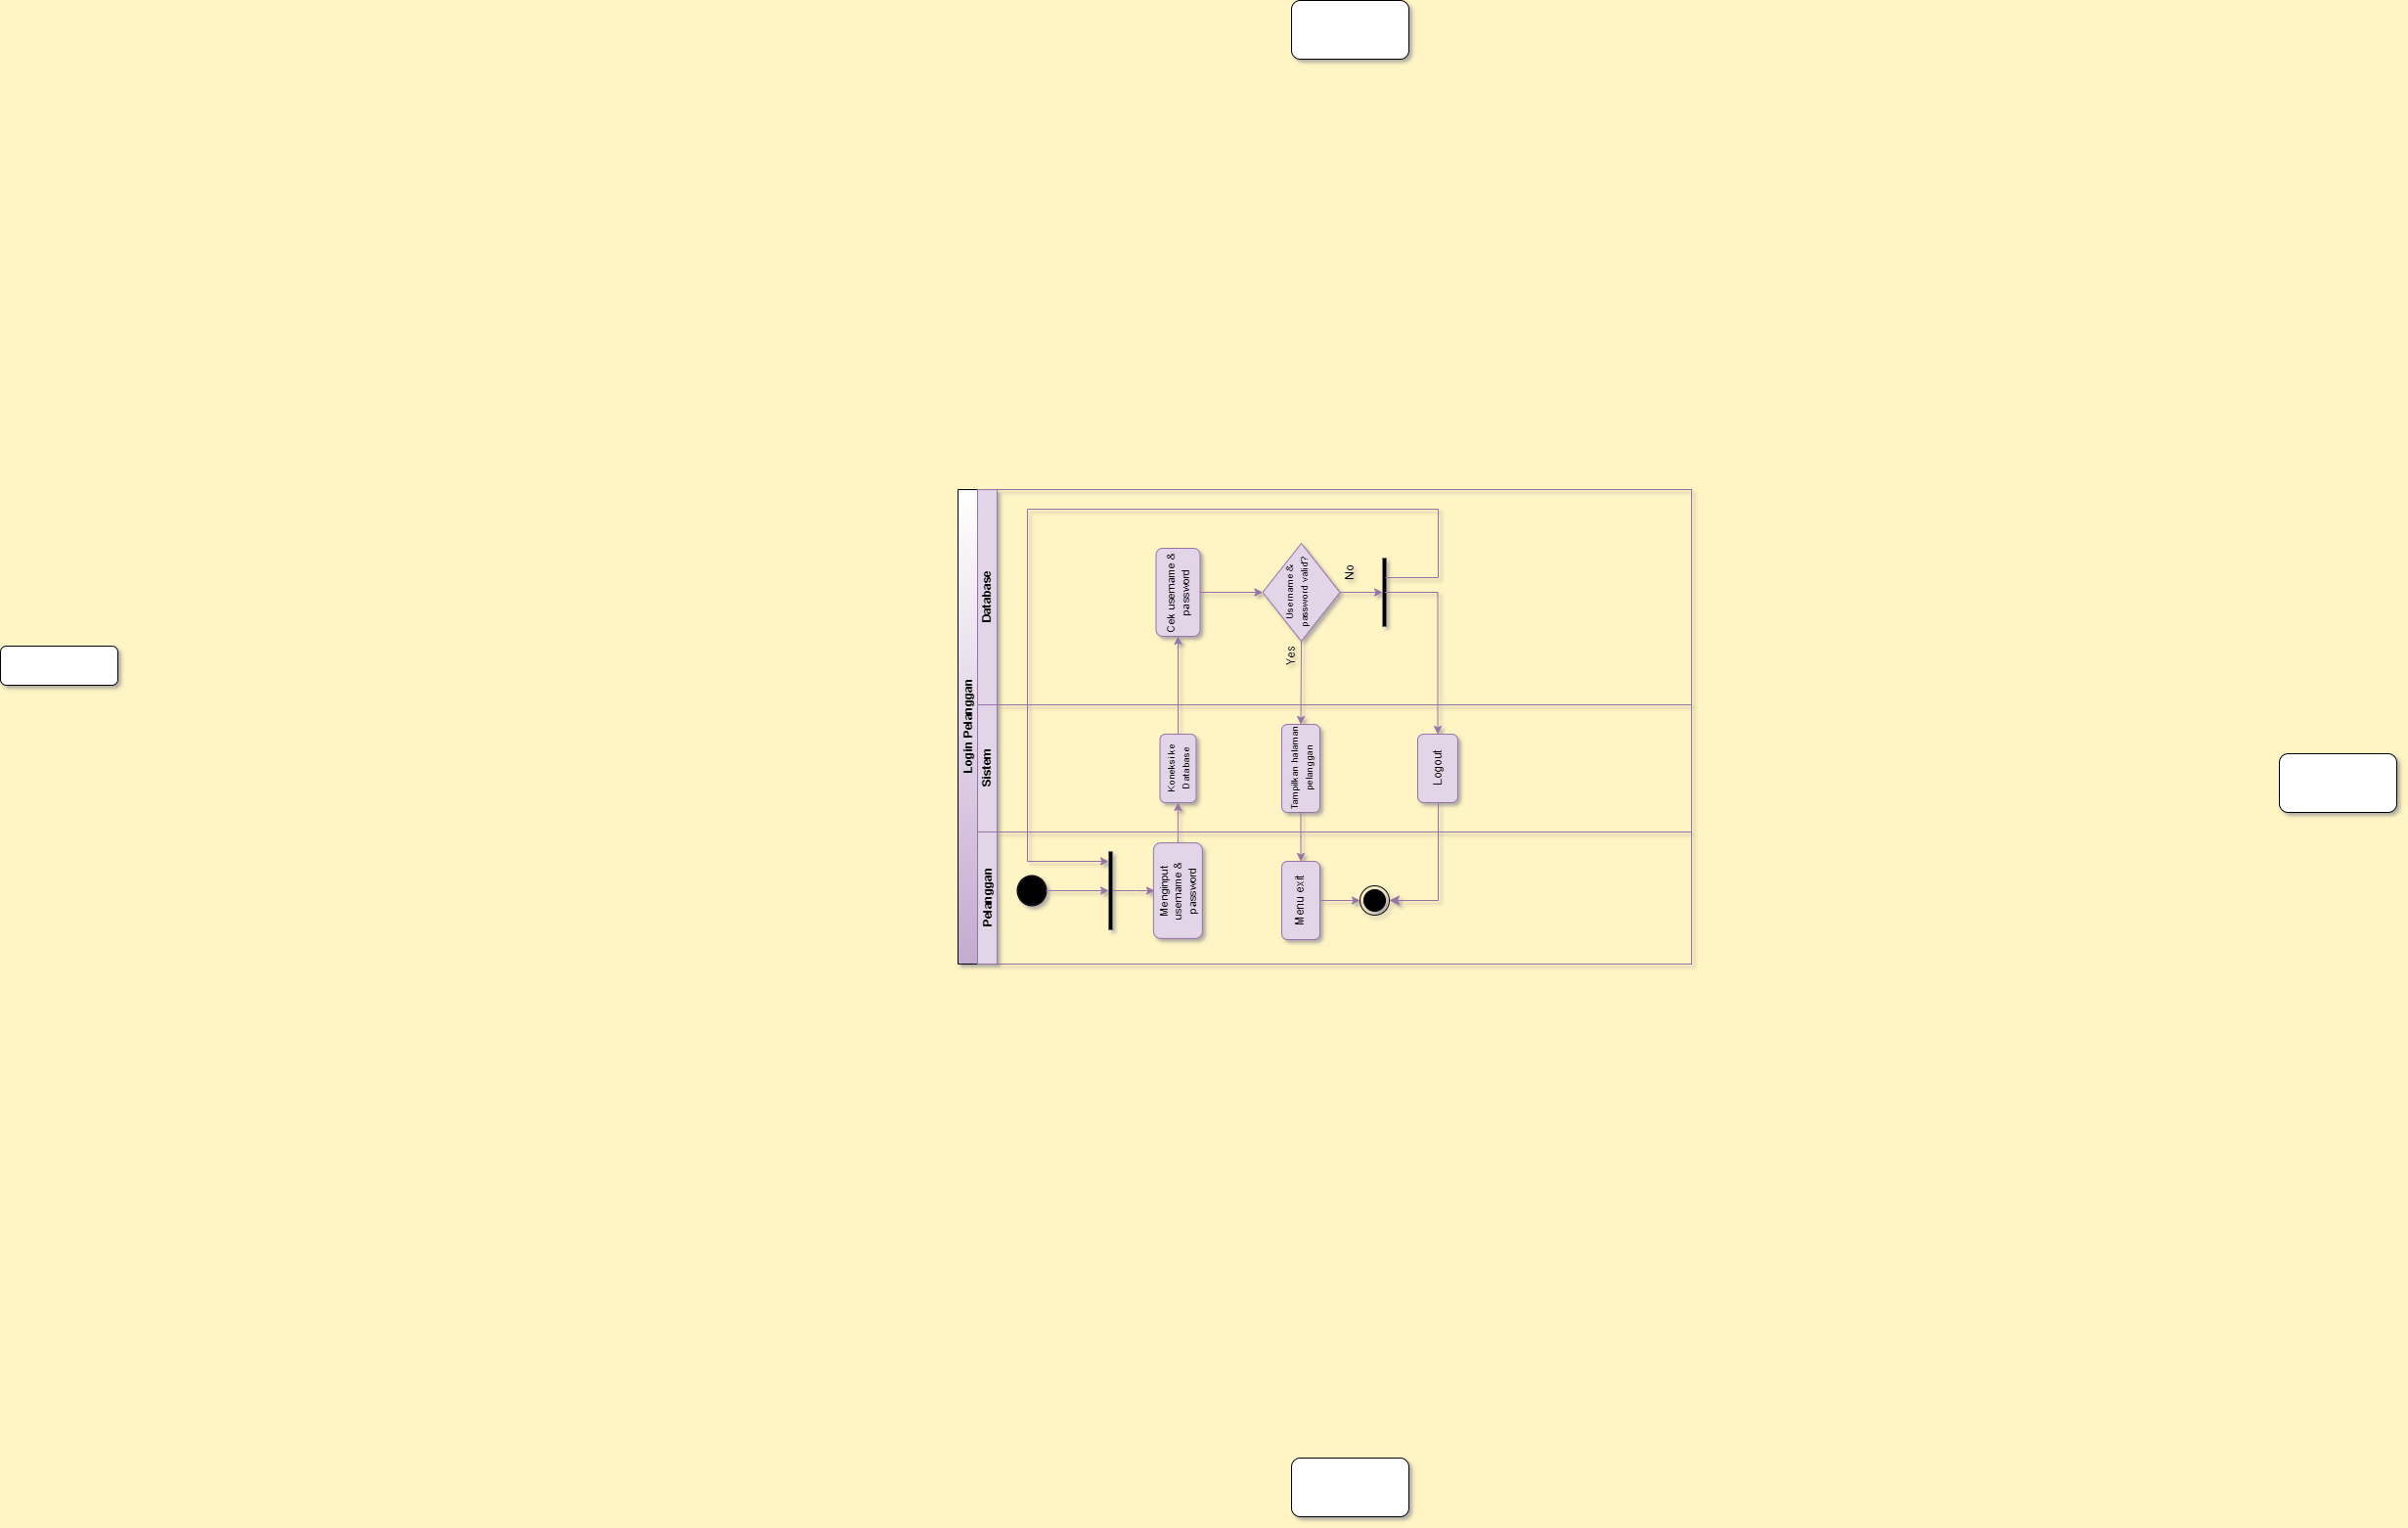 Login Pelanggan
Pelanggan
Sistem
Database
Menginput
username &
password
Koneksi ke
Database
Cek username &
password
Username &
password valid?
Yes
No
Tampilkan halaman
pelanggan
Menu exit
Logout